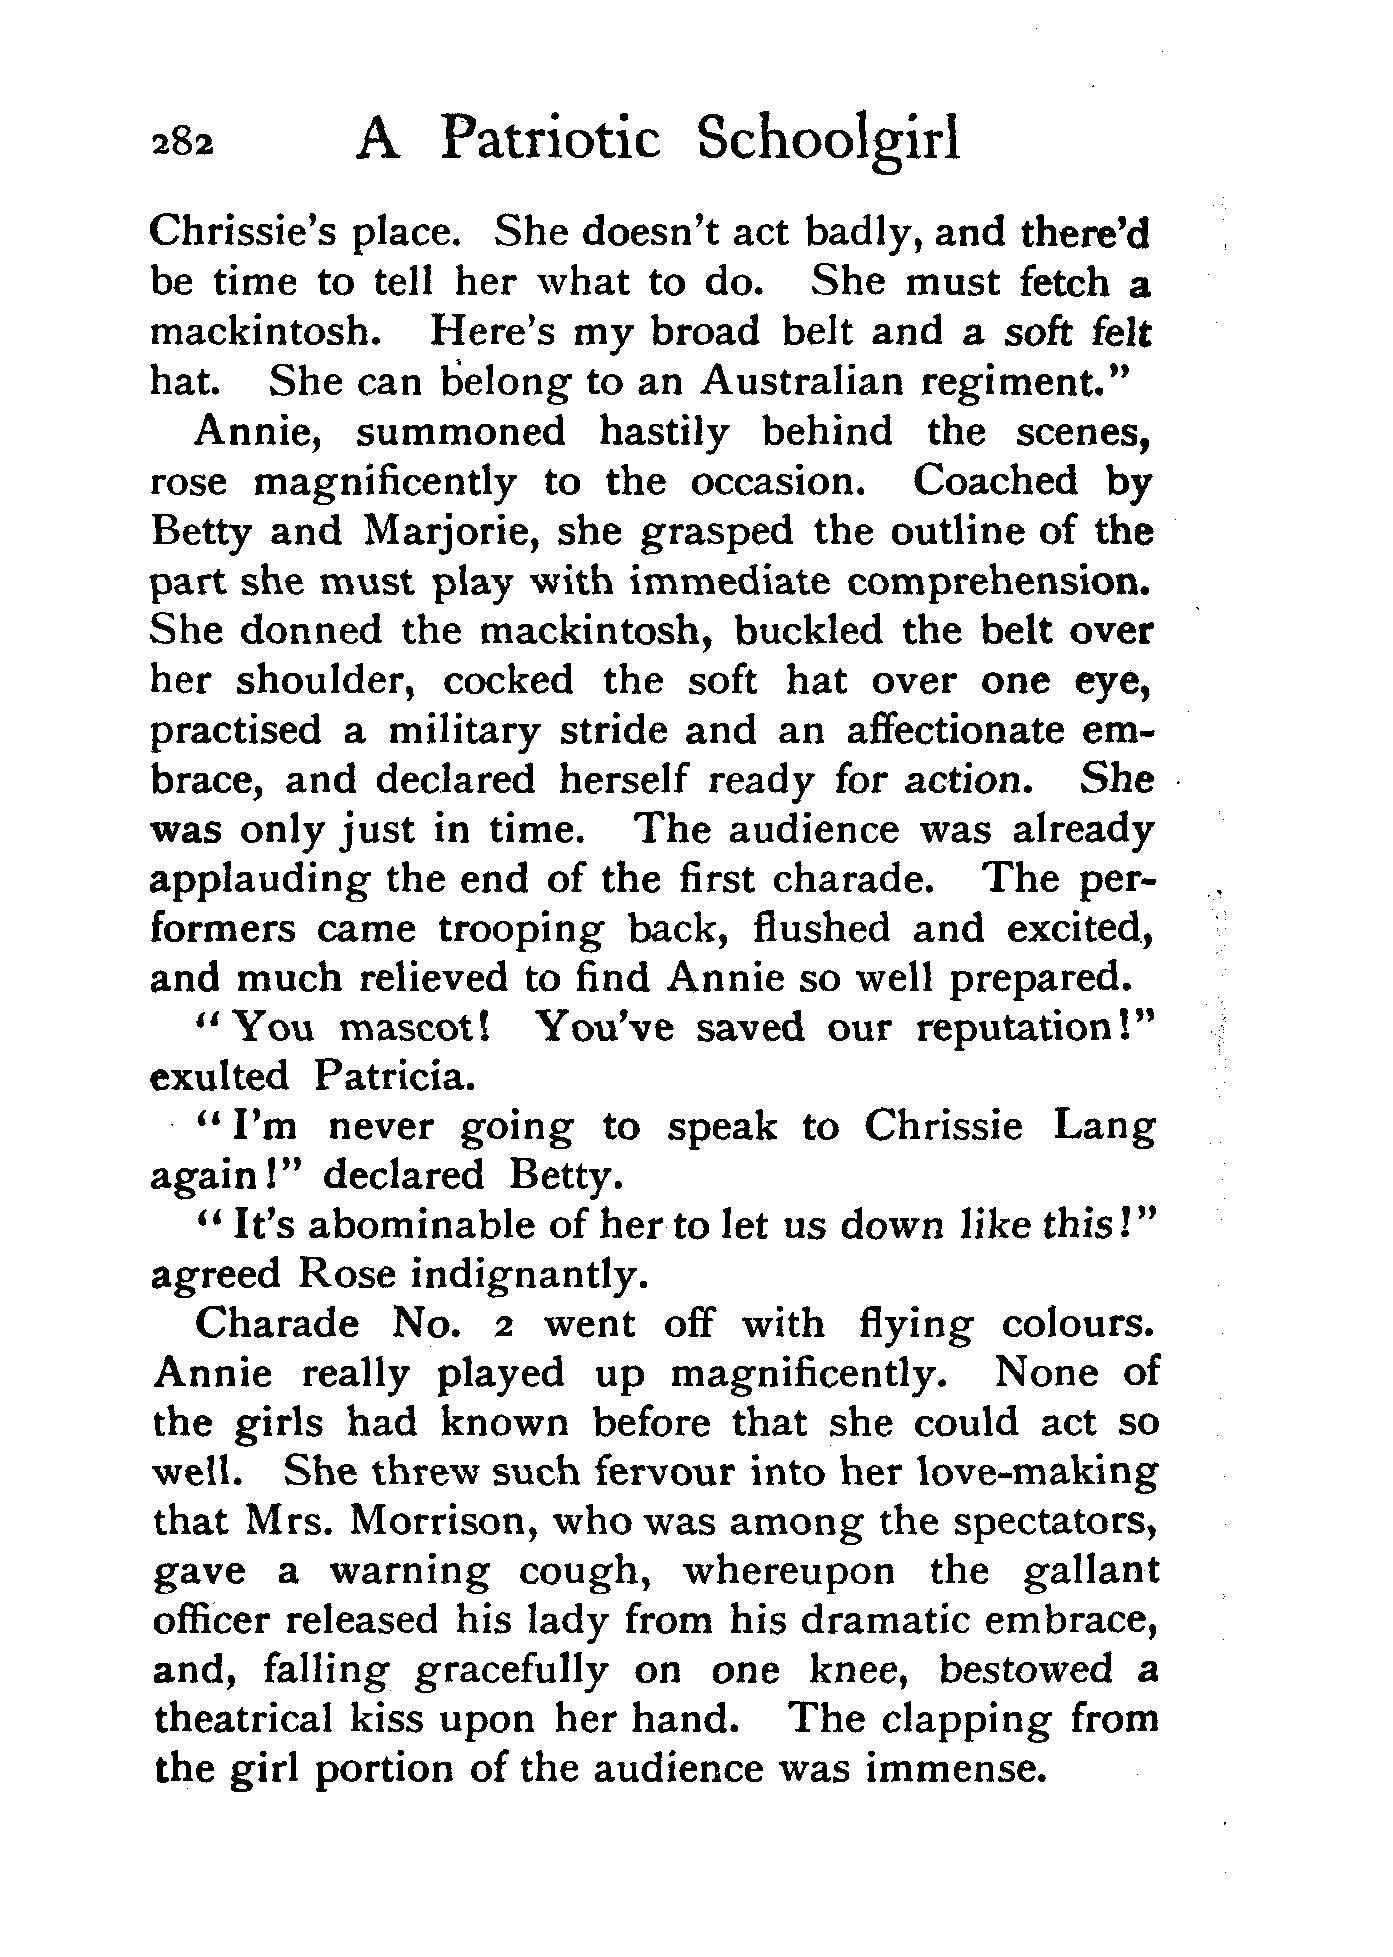 282 A Patriotic Schoolgirl
Chrissie's place. She doesn't act badly, and there'd
be time to tell her what to do. She must fetch a
mackintosh. Here's my broad belt and a soft felt
hat. She can belong to an Australian regiment."
Annie, summoned hastily behind the scenes,
rose magnificently to the occasion. Coached by
Betty and Marjorie, she grasped the outline of the
part she must play with immediate comprehension.
She donned the mackintosh, buckled the belt over
her shoulder, cocked the soft hat over one eye,
practised a military stride and an affectionate em-
brace, and declared herself ready for action. She
was only just in time. The audience was already
applauding the end of the first charade. The per-
formers came trooping back, flushed and excited,
and much relieved to find Annie so well prepared.
"You mascot! You've saved our reputation!"
exulted Patricia.
"I'm never going to speak to Chrissie Lang
again!" declared Betty.
"It's abominable of her to let us down like this!"
agreed Rose indignantly.
Charade No. 2 went off with flying colours.
Annie really played up magnificently. None of
the girls had known before that she could act so
well. She threw such fervour into her love-making
that Mrs. Morrison, who was among the spectators,
gave a warning cough, whereupon the gallant
officer released his lady from his dramatic embrace,
and, falling gracefully on one knee, bestowed a
theatrical kiss upon her hand. The clapping from
the girl portion of the audience was immense.